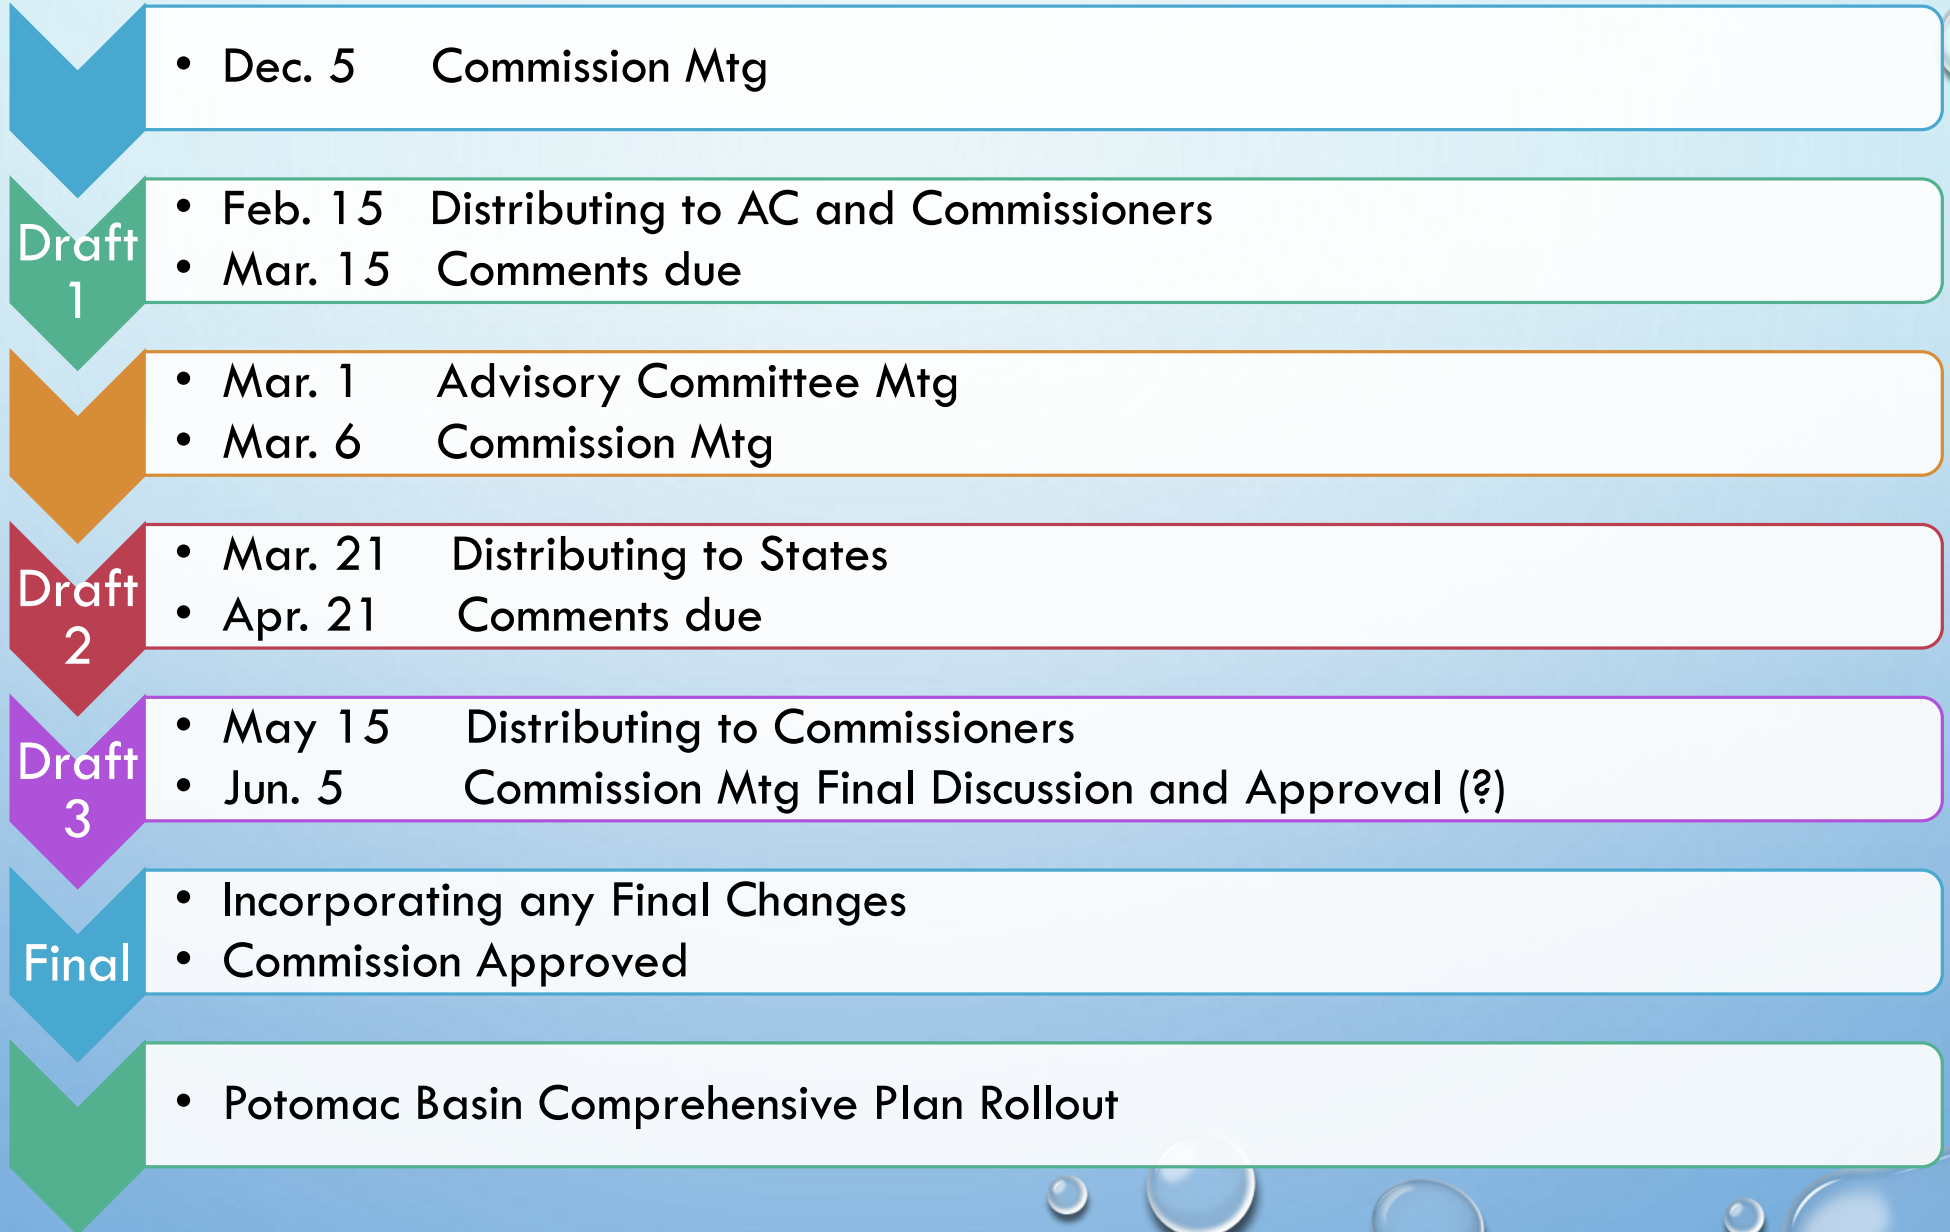 • Dec. 5 Commission Mtg
Draft
1
• Feb. 15 Distributing to AC and Commissioners
• Mar. 15 Comments due
• Mar. 1 Advisory Committee Mtg
• Mar. 6 Commission Mtg
Draft
2
• Mar. 21 Distributing to States
• Apr. 21 Comments due
Draft
3
• May 15 Distributing to Commissioners
• Jun. 5 Commission Mtg Final Discussion and Approval (?)
Final
• Incorporating any Final Changes
• Commission Approved
• Potomac Basin Comprehensive Plan Rollout